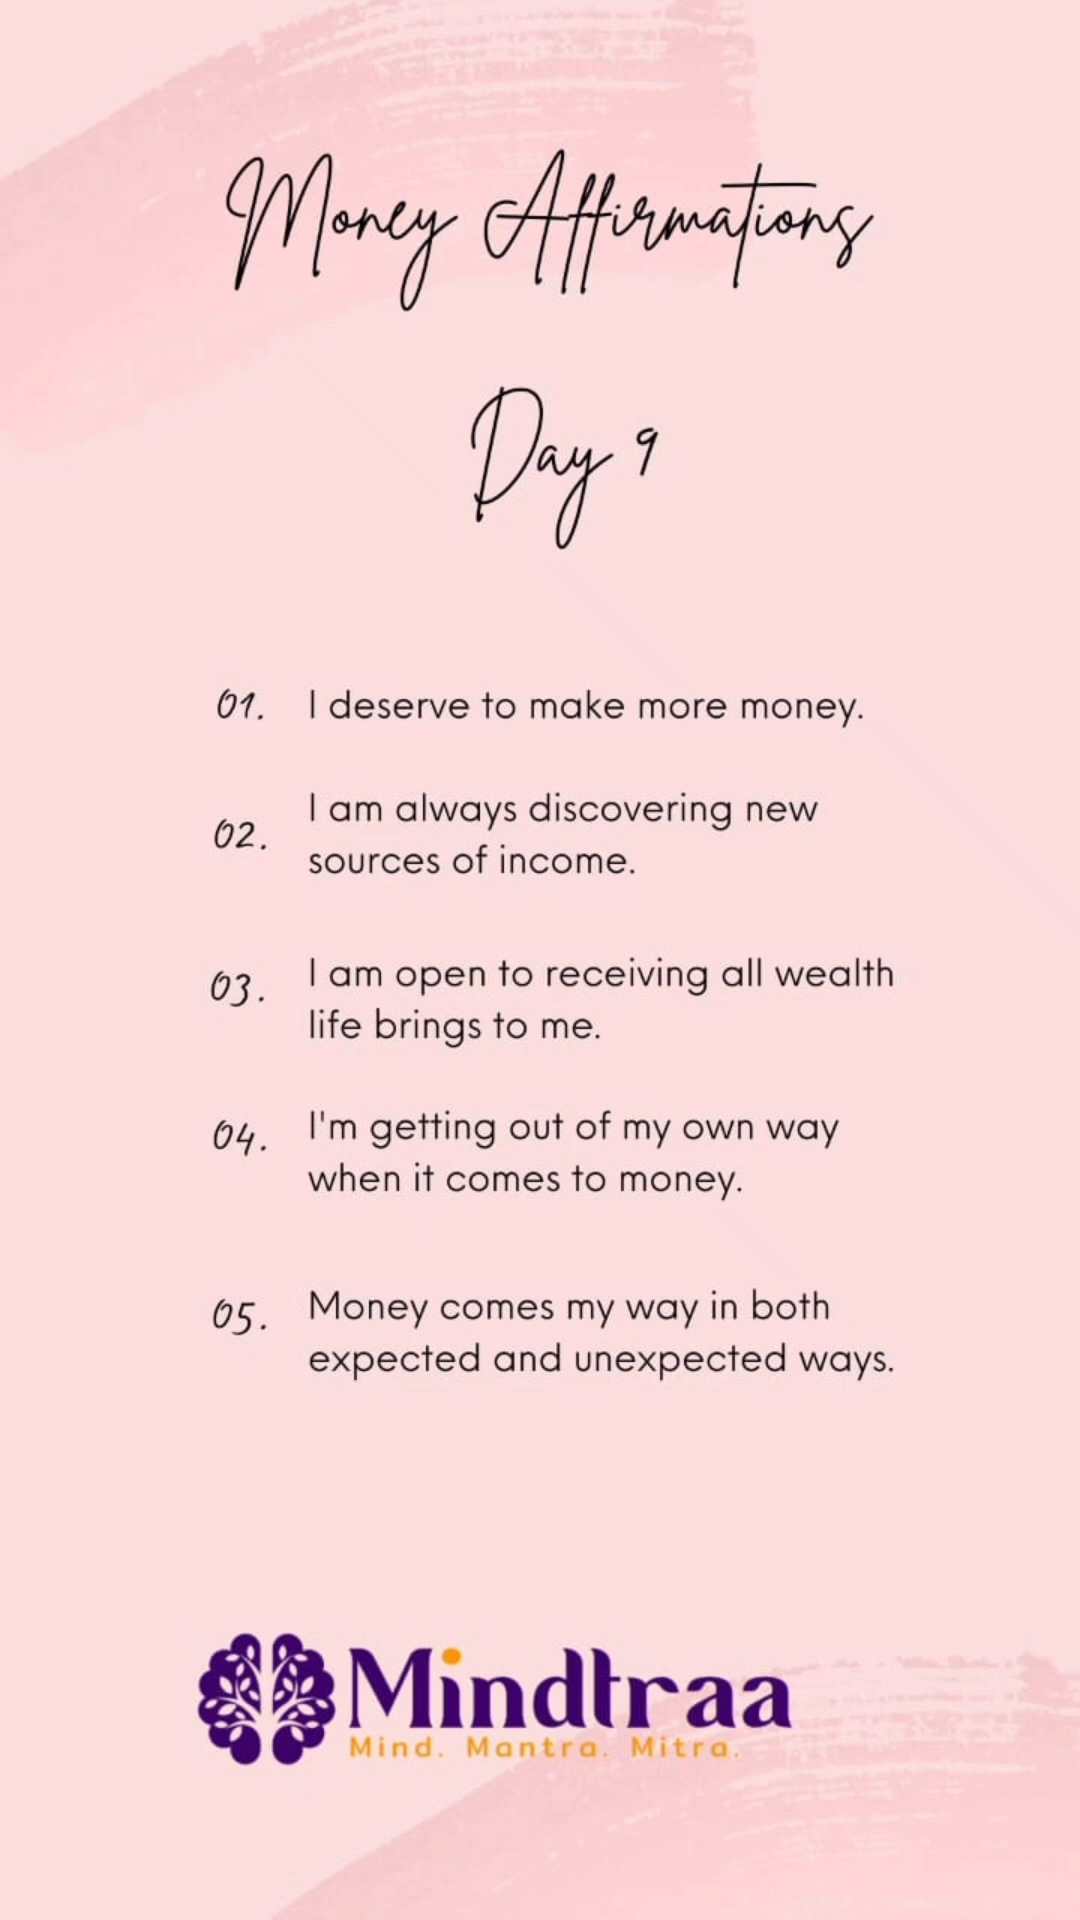 Money Affirmations
Day 9
01. I deserve to make more money.
02. I am always discovering new
sources of income.
03. I am open to receiving all wealth
life brings to me.
04. I'm getting out of my own way
when it comes to money.
05. Money comes my way in both
expected and unexpected ways.
Mindtraa
Mind. Mantra. Mitra.